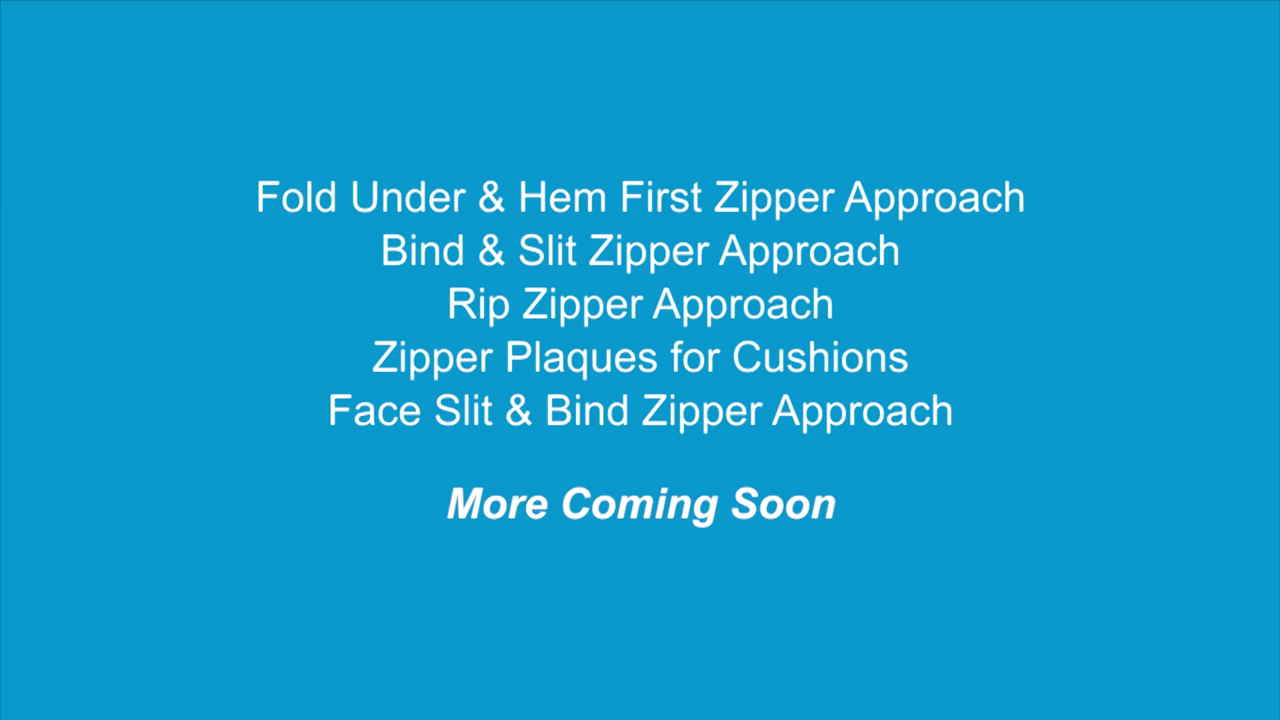 Fold Under & Hem First Zipper Approach
Bind & Slit Zipper Approach
Rip Zipper Approach
Zipper Plaques for Cushions
Face Slit & Bind Zipper Approach
More Coming Soon